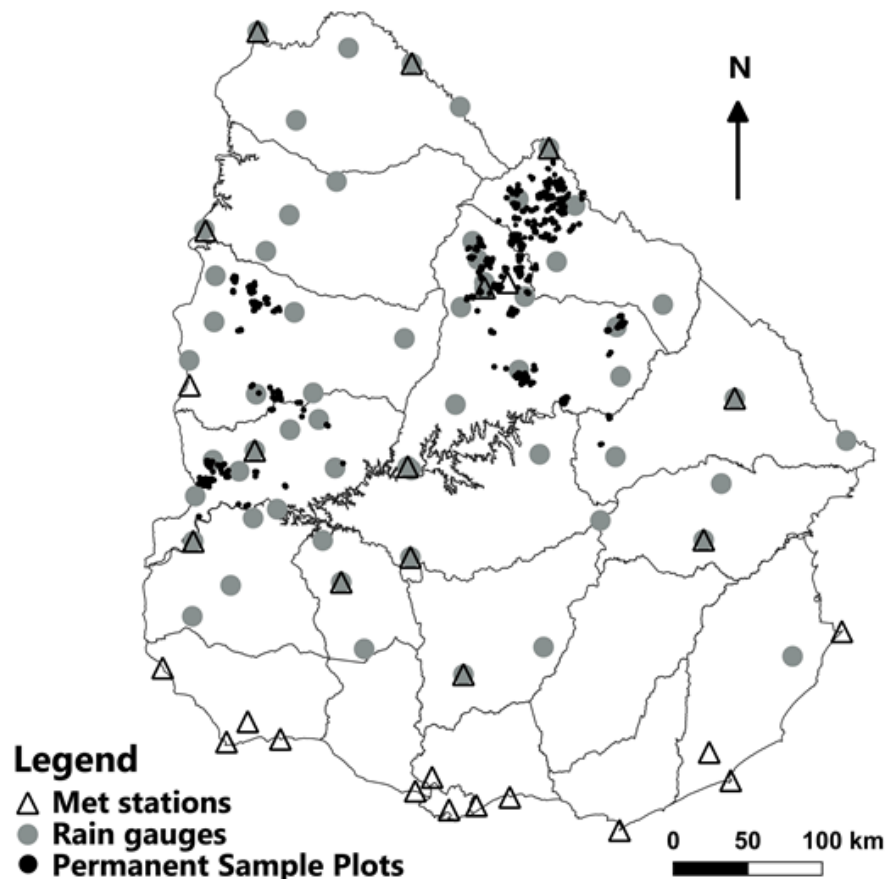 N
Legend
Met stations
Rain gauges
Permanent Sample Plots
0 50 100 km